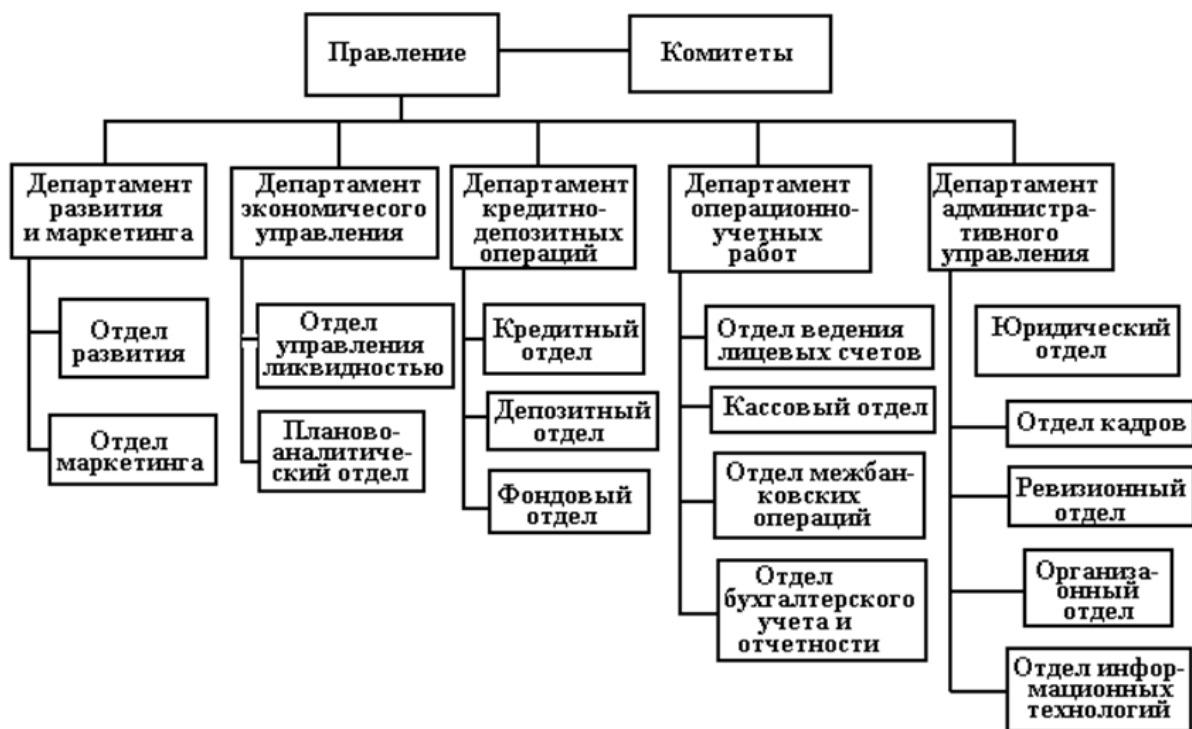 Правление
Комитеты
Департамент
развития
и маркетинга
Департамент
экономичесого
управления
Департамент
кредитно-
депозитных
операций
Департамент
операционно-
учетных
работ
Департамент
администра-
тивного
управления
Отдел
развития
Отдел
маркетинга
Отдел
управления
ликвидностью
Планово-
аналитиче-
ский отдел
Кредитный
отдел
Депозитный
отдел
Фондовый
отдел
Отдел ведения
лицевых счетов
Кассовый отдел
Отдел межбан-
ковских
операций
Отдел
бухгалтерского
учета и
отчетности
Юридический
отдел
Отдел кадров
Ревизионный
отдел
Организа-
онный
отдел
Отдел инфор-
мационных
технологий